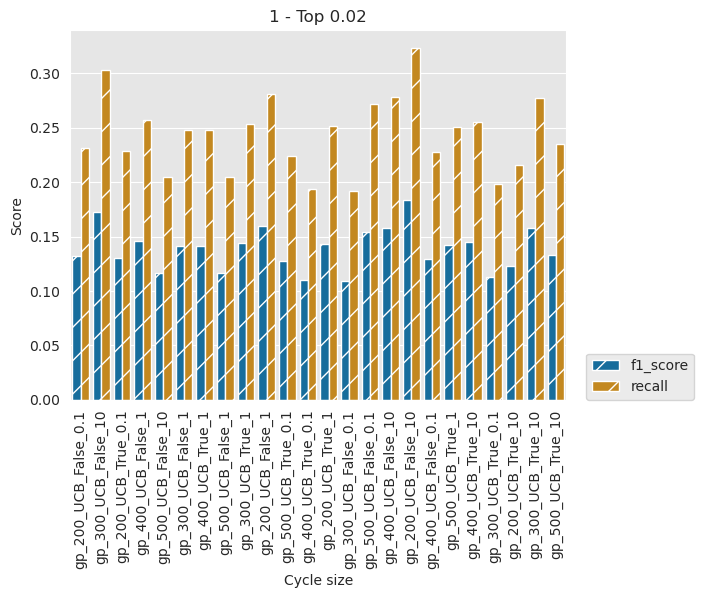 1 - Top 0.02
Score
0.30
0.25
0.20
0.15
0.10
0.05
0.00
gp_200_UCB_False_0.1
gp_300_UCB_False_10
gp_200_UCB_True_0.1
gp_400_UCB_False_1
gp_500_UCB_False_10
gp_300_UCB_False_1
gp_400_UCB_True_1
gp_500_UCB_False_1
gp_300_UCB_True_1
gp_200_UCB_False_1
gp_500_UCB_True_0.1
gp_400_UCB_True_0.1
gp_200_UCB_True_1
gp_300_UCB_False_0.1
gp_500_UCB_False_0.1
gp_400_UCB_False_10
gp_200_UCB_False_10
gp_400_UCB_False_0.1
gp_500_UCB_True_1
gp_400_UCB_True_10
gp_300_UCB_True_0.1
gp_200_UCB_True_10
gp_300_UCB_True_10
gp_500_UCB_True_10
Cycle size
f1_score
recall